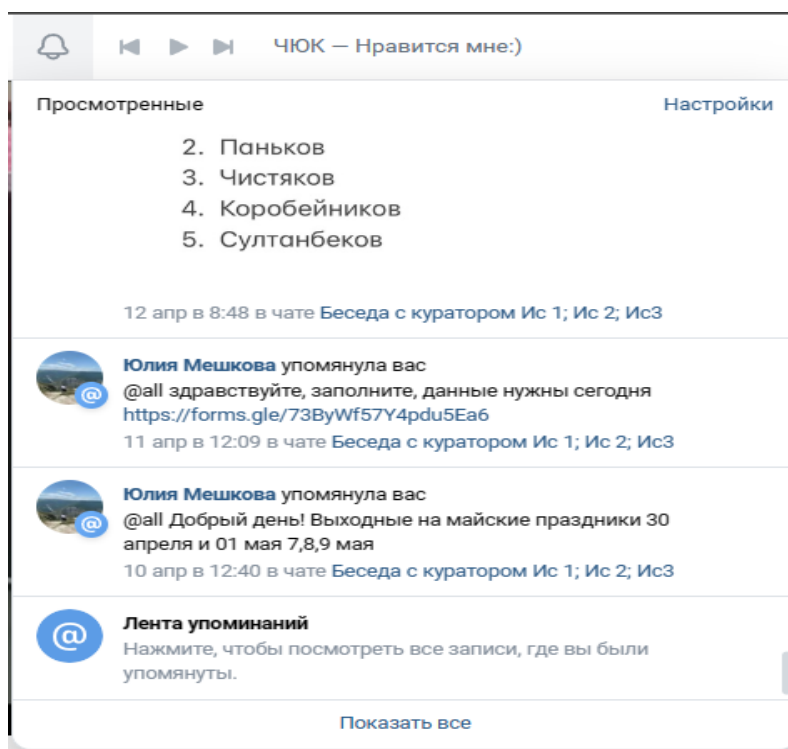 ЧЮК — Нравится мне:)
Просмотренные Настройки
2. Паньков
3. Чистяков
4. Коробейников
5. Султанбеков
12 апр в 8:48 в чате Беседа с куратором Ис 1; Ис 2; Ис3
Юлия Мешкова упомянула вас
@all здравствуйте, заполните, данные нужны сегодня
https://forms.gle/73ByWf57Y4pdu5Ea6
11 апр в 12:09 в чате Беседа с куратором Ис 1; Ис 2; Ис3
Юлия Мешкова упомянула вас
@all Добрый день! Выходные на майские праздники 30
апреля и 01 мая 7,8,9 мая
10 апр в 12:40 в чате Беседа с куратором Ис 1; Ис 2; Ис3
Лента упоминаний
Нажмите, чтобы посмотреть все записи, где вы были
упомянуты.
Показать все